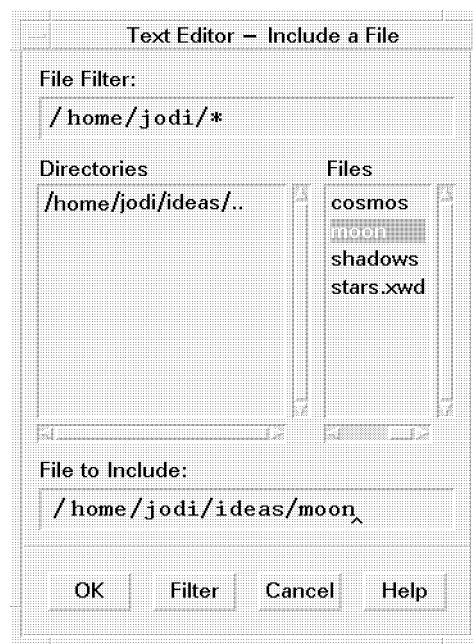 Text Editor – Include a File
File Filter:
/home/jodi/*
Directories
/home/jodi/ideas/..
Files
cosmos
moon
shadows
stars.xwd
File to Include:
/home/jodi/ideas/moon
OK Filter Cancel Help